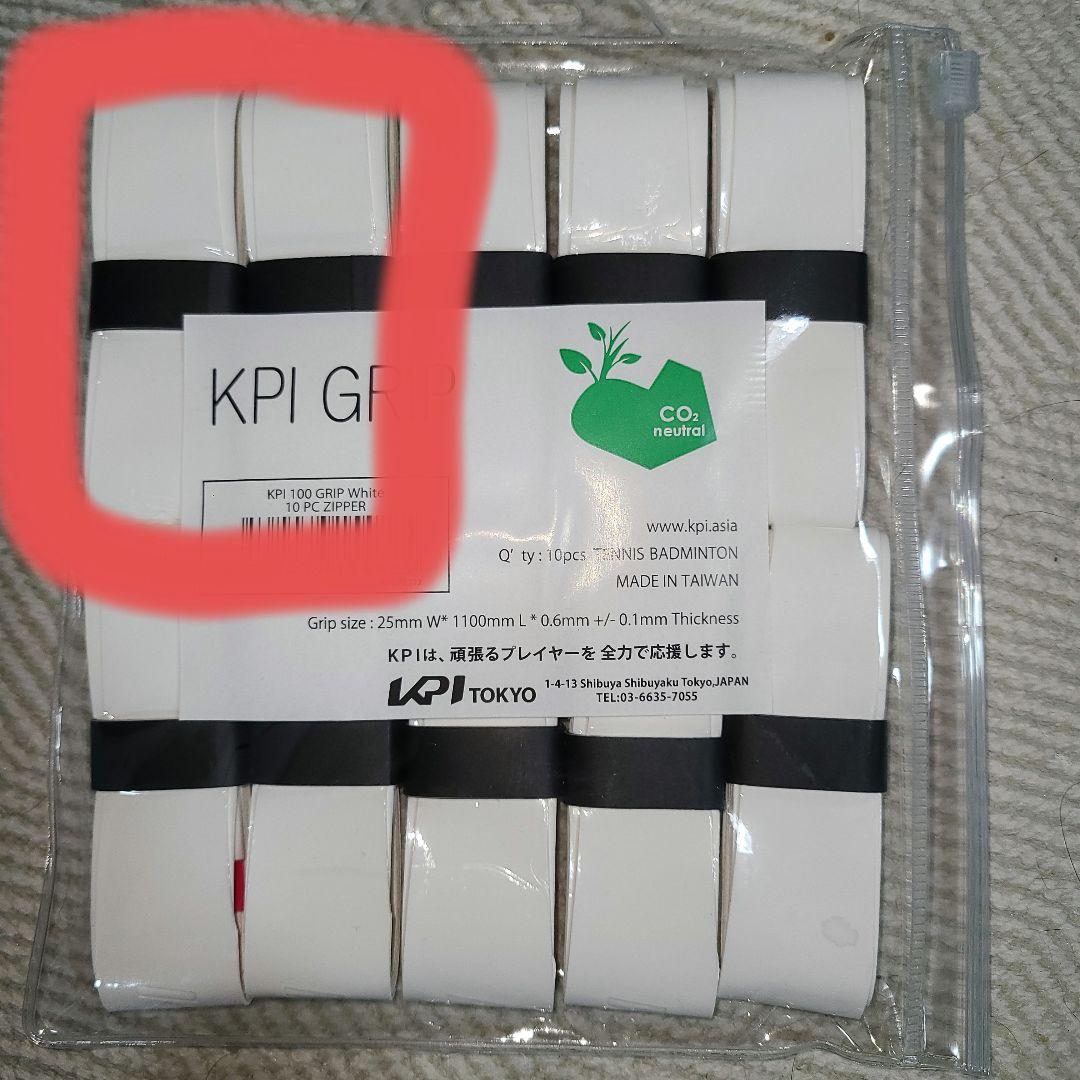 KPI GRIP
CO₂
neutral
KPI 100 GRIP White
10 PC ZIPPER
www.kpi.asia
Q'ty : 10pcs TENNIS BADMINTON
MADE IN TAIWAN
Grip size : 25mm W* 1100mm L * 0.6mm +/- 0.1mm Thickness
KPIは、頑張るプレイヤーを 全力で応援します。
KPI TOKYO
1-4-13 Shibuya Shibuyaku Tokyo,JAPAN
TEL:03-6635-7055